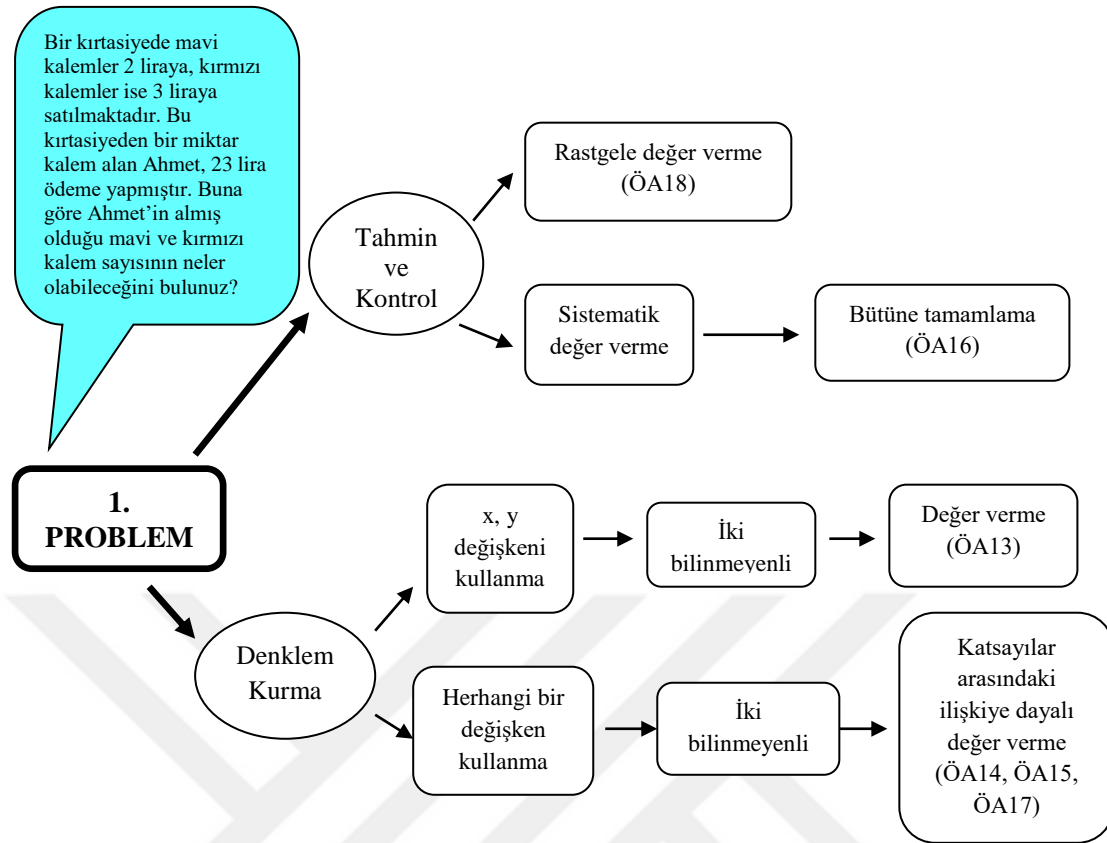 Bir kırtasiyede mavi
kalemler 2 liraya, kırmızı
kalemler ise 3 liraya
satılmaktadır. Bu
kırtasiyeden bir miktar
kalem alan Ahmet, 23 lira
ödeme yapmıştır. Buna
göre Ahmet’in almış
olduğu mavi ve kırmızı
kalem sayısının neler
olabileceğini bulunuz?
Rastgele değer verme
(ÖA18)
Tahmin
ve
Kontrol
Sistematik
değer verme
Bütüne tamamlama
(ÖA16)
1.
PROBLEM
x, y
değişkeni
kullanma
İki
bilinmeyenli
Değer verme
(ÖA13)
Denklem
Kurma
Herhangi bir
değişken
kullanma
İki
bilinmeyenli
Katsayılar
arasındaki
ilişkiye dayalı
değer verme
(ÖA14, ÖA15,
ÖA17)